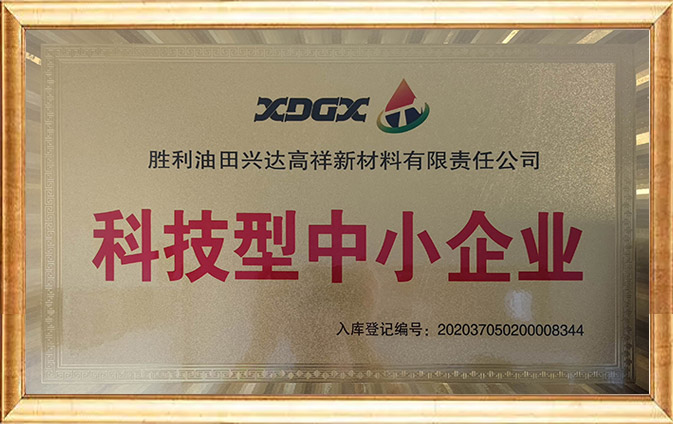 XDGX
胜利油田兴达高祥新材料有限责任公司
科技型中小企业
入库登记编号：202037050200008344